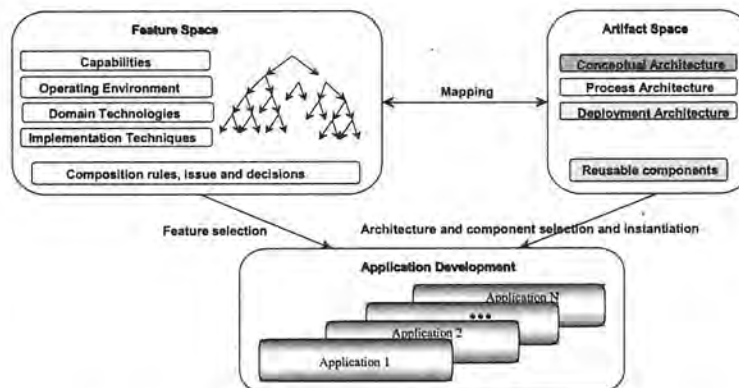 Feature Space
Capabilities
Operating Environment
Domain Technologies
Implementation Techniques
Composition rules, issue and decisions
Mapping
Artifact Space
Conceptual Architecture
Process Architecture
Deployment Architecture
Reusable components
Feature selection
Architecture and component selection and instantiation
Application Development
Application N
•••
Application 2
Application 1